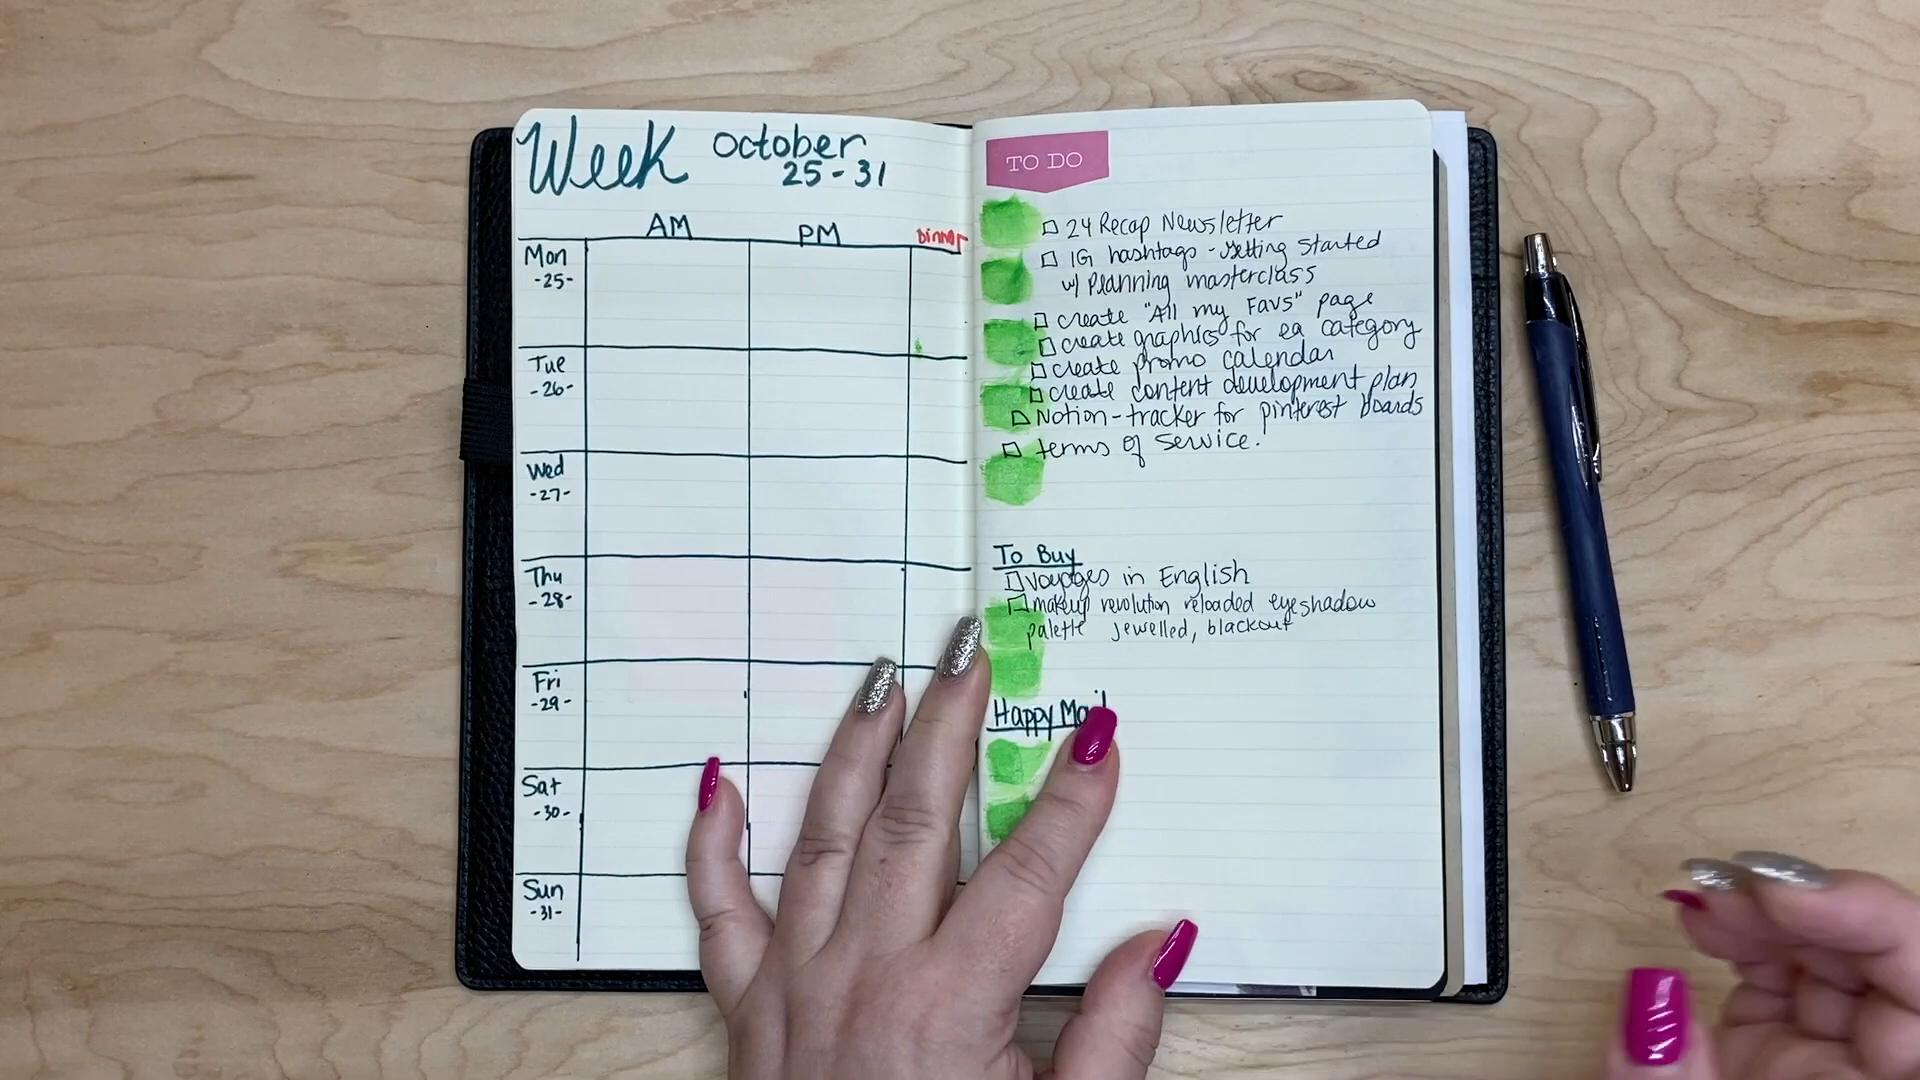 Week October
25-31
AM PM Dinner
Mon
-25-
Tue
-26-
Wed
-27-
Thu
-28-
Fri
-29-
Sat
-30-
Sun
-31-
TO DO
24 Recap Newsletter
IG hashtags - Getting started
w/ Planning masterclass
create "All my Favs" page
create graphics for ea category
create promo calendar
create content development plan
Notion - tracker for pinterest boards
terms of service.
To Buy
voyages in English
makeup revolution reloaded eyeshadow
palette jewelled, blackout
Happy Mail